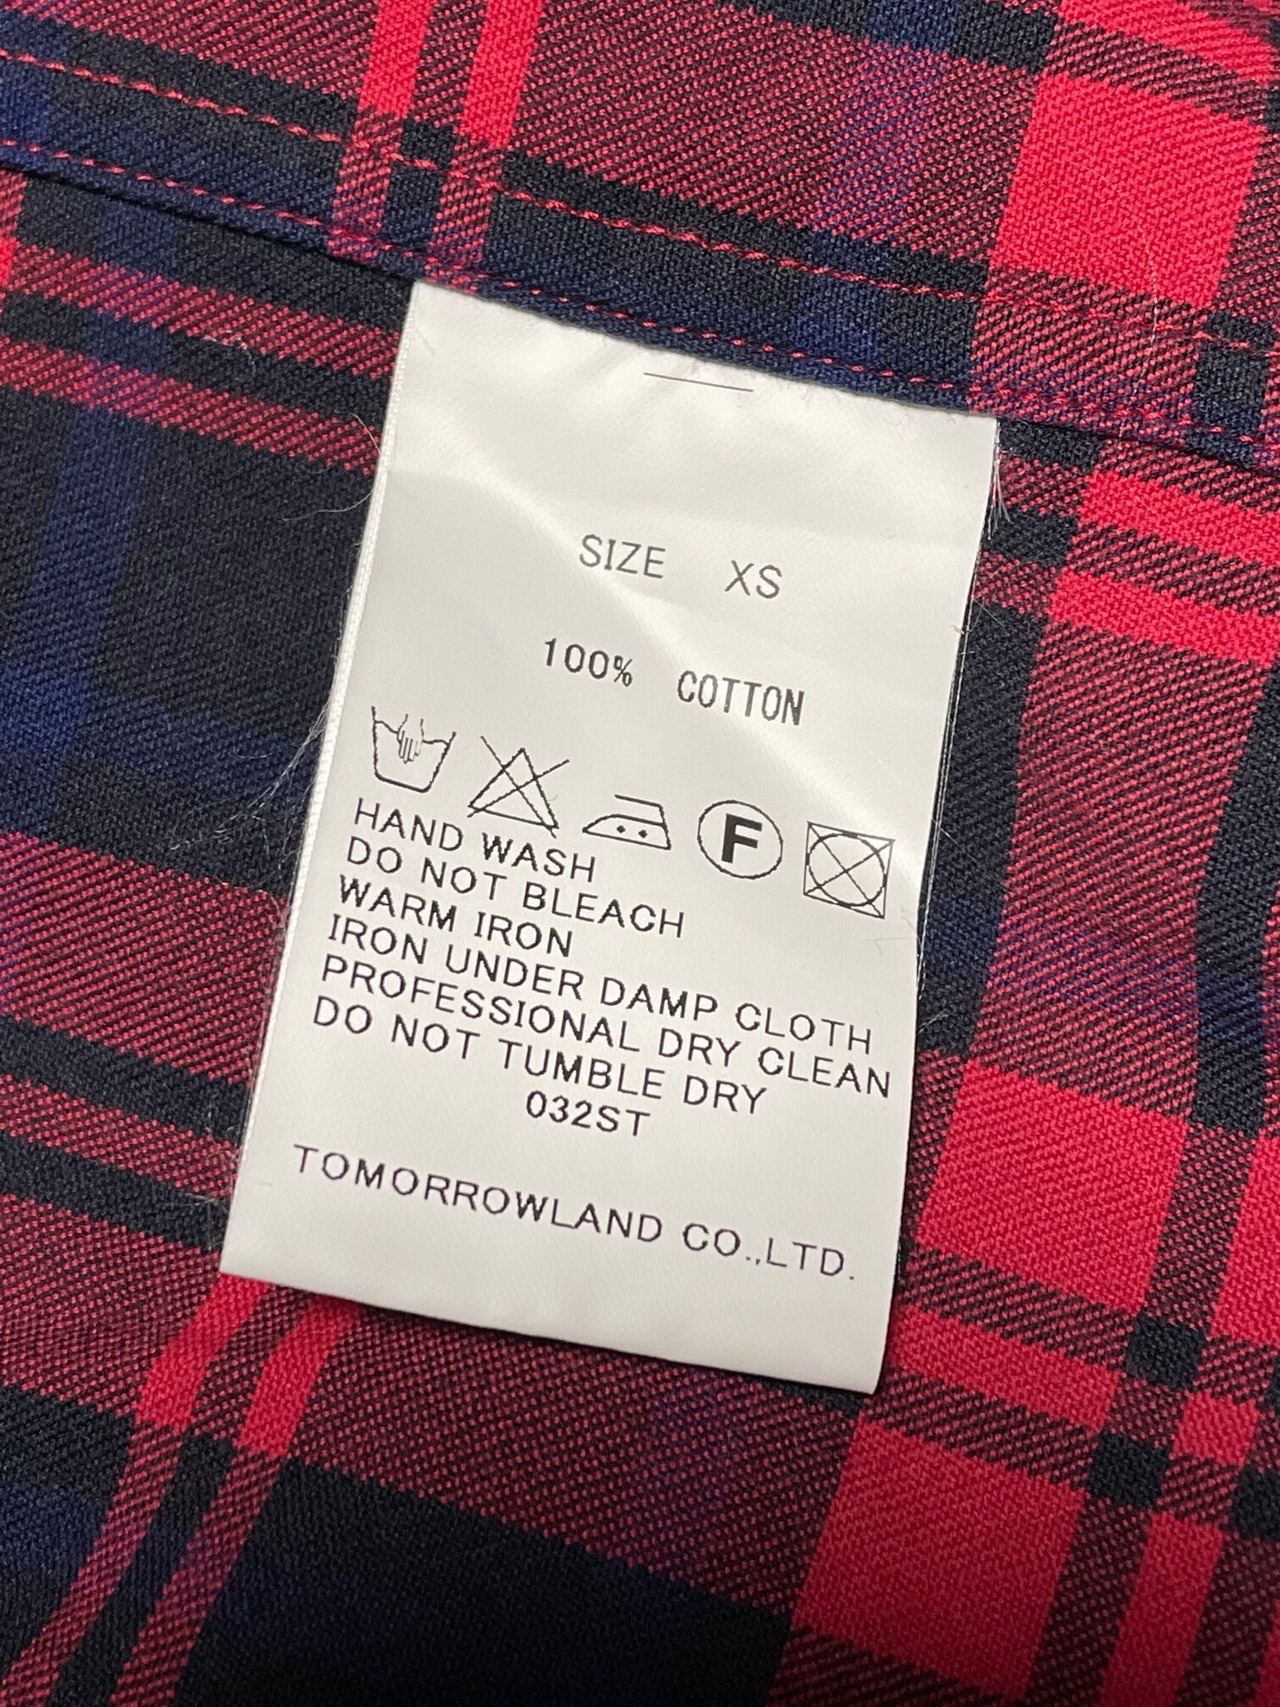 SIZE XS
100% COTTON
F
HAND WASH
DO NOT BLEACH
WARM IRON
IRON UNDER DAMP CLOTH
PROFESSIONAL DRY CLEAN
DO NOT TUMBLE DRY
032ST
TOMORROWLAND CO.,LTD.